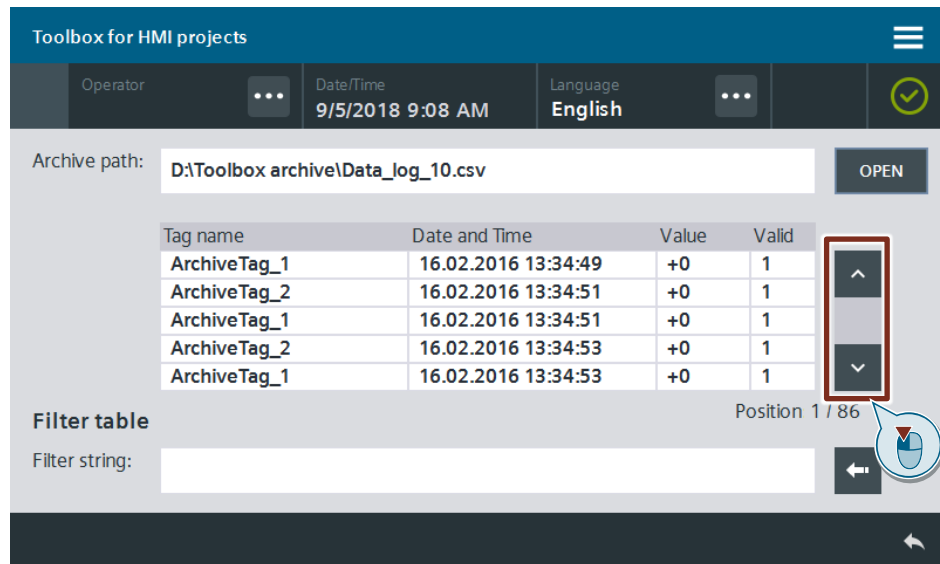 Toolbox for HMI projects
Operator
Date/Time
9/5/2018 9:08 AM
Language
English
Archive path:
D:\Toolbox archive\Data_log_10.csv
OPEN
Tag name Date and Time Value Valid
ArchiveTag_1 16.02.2016 13:34:49 +0 1
ArchiveTag_2 16.02.2016 13:34:51 +0 1
ArchiveTag_1 16.02.2016 13:34:51 +0 1
ArchiveTag_2 16.02.2016 13:34:53 +0 1
ArchiveTag_1 16.02.2016 13:34:53 +0 1
Position 1 / 86
Filter table
Filter string: